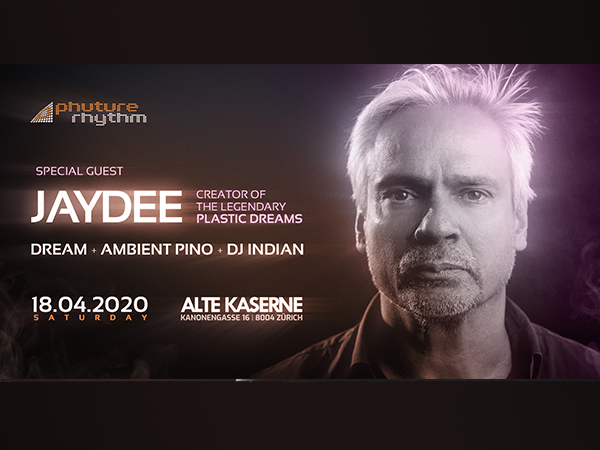 phuture
rhythm
SPECIAL GUEST
JAYDEE
CREATOR OF
THE LEGENDARY
PLASTIC DREAMS
DREAM + AMBIENT PINO + DJ INDIAN
18.04.2020
SATURDAY
ALTE KASERNE
KANONENGASSE 16 | 8004 ZÜRICH